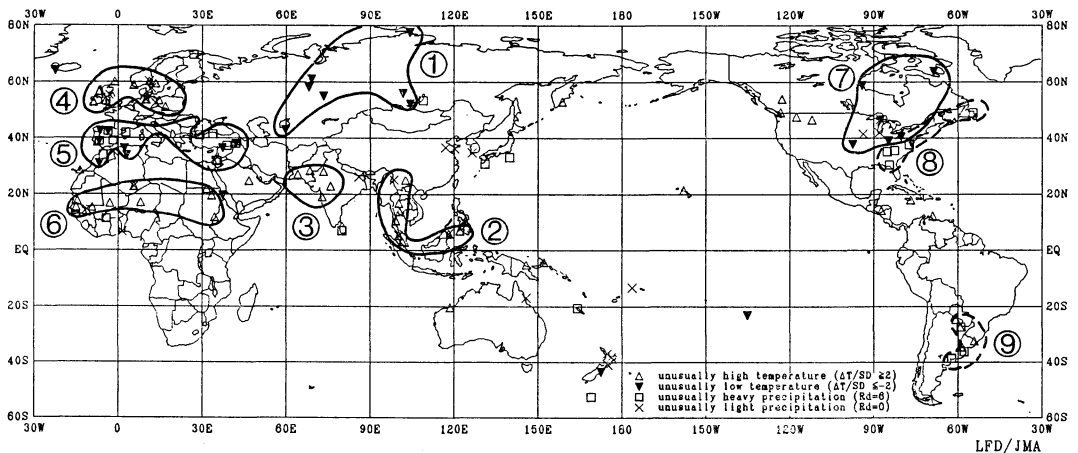 30W 0 30E 60E 90E 120E 150E 180 150W 120W 90W 60W 30W
80N 80N
60N 60N
40N 40N
20N 20N
EQ EQ
20S 20S
40S 40S
60S 60S
①
②
③
④
⑤
⑥
⑦
⑧
⑨
△ unusually high temperature (ΔT/SD ≧2)
▼ unusually low temperature (ΔT/SD ≦-2)
□ unusually heavy precipitation (Rd=6)
× unusually light precipitation (Rd=0)
30W 0 30E 60E 90E 120E 150E 180 150W 120W 90W 60W 30W
LFD/JMA